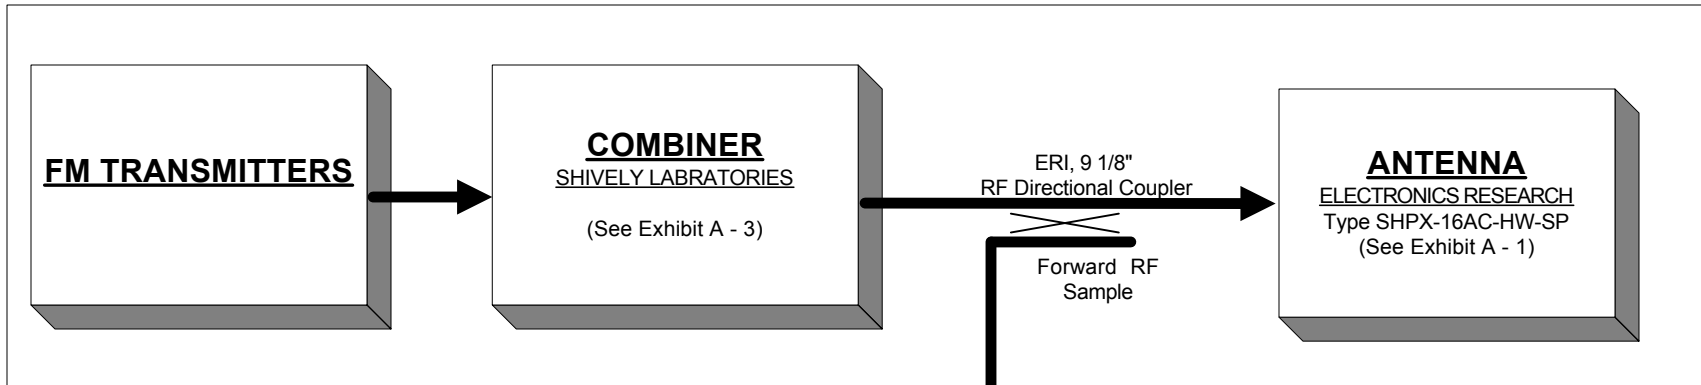 FM TRANSMITTERS
COMBINER
SHIVELY LABRATORIES
(See Exhibit A - 3)
ERI, 9 1/8"
RF Directional Coupler
Forward RF
Sample
ANTENNA
ELECTRONICS RESEARCH
Type SHPX-16AC-HW-SP
(See Exhibit A - 1)